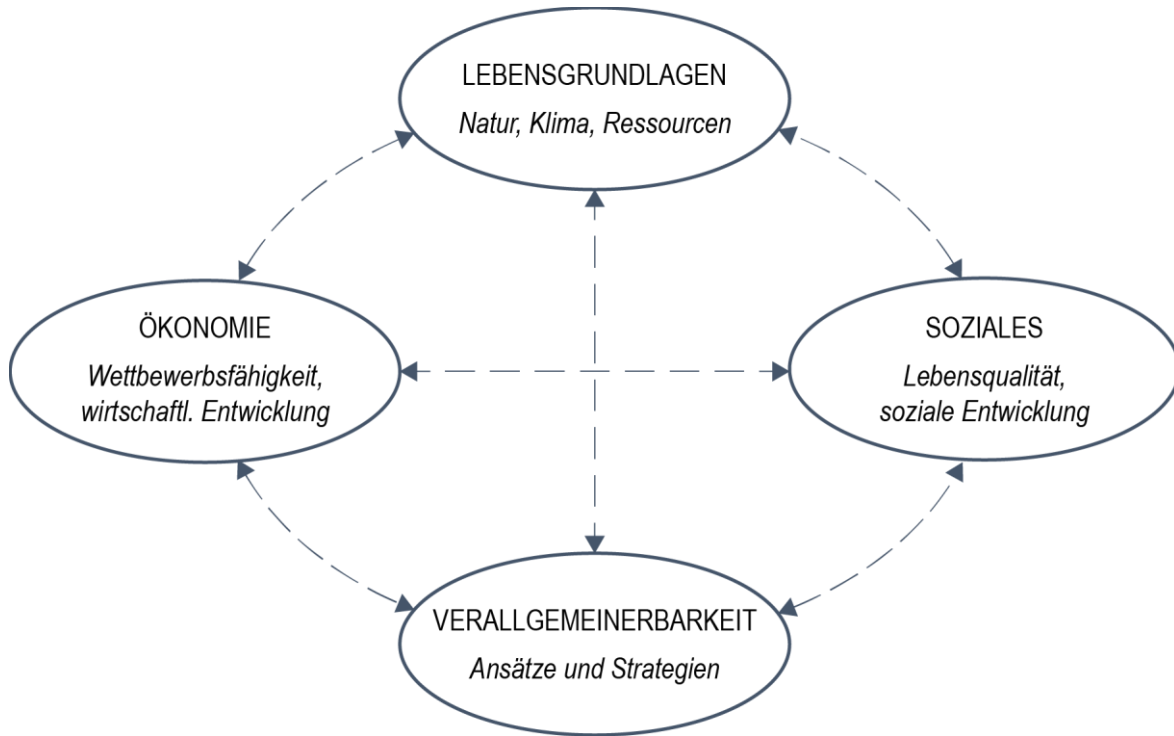 LEBENSGRUNDLAGEN
Natur, Klima, Ressourcen
ÖKONOMIE
Wettbewerbsfähigkeit,
wirtschaftl. Entwicklung
SOZIALES
Lebensqualität,
soziale Entwicklung
VERALLGEMEINERBARKEIT
Ansätze und Strategien